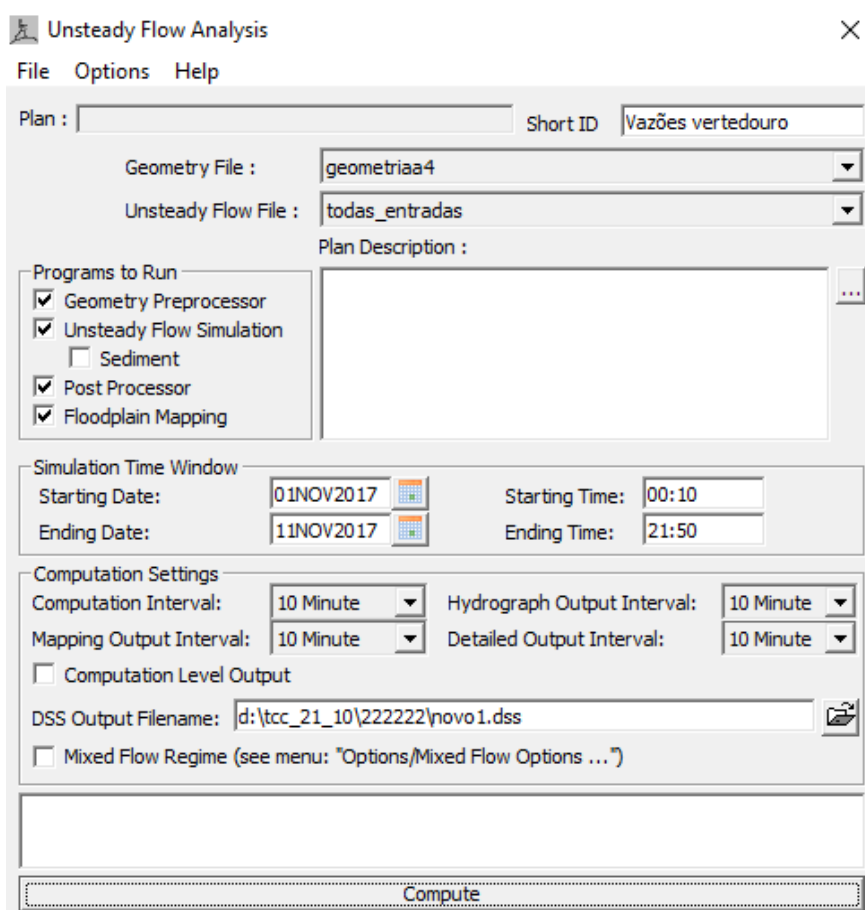 Unsteady Flow Analysis
File Options Help
Plan : Short ID Vazões vertedouro
Geometry File : geometriaa4
Unsteady Flow File : todas_entradas
Plan Description :
Programs to Run
Geometry Preprocessor
Unsteady Flow Simulation
Sediment
Post Processor
Floodplain Mapping
...
Simulation Time Window
Starting Date: 01NOV2017 Starting Time: 00:10
Ending Date: 11NOV2017 Ending Time: 21:50
Computation Settings
Computation Interval: 10 Minute Hydrograph Output Interval: 10 Minute
Mapping Output Interval: 10 Minute Detailed Output Interval: 10 Minute
Computation Level Output
DSS Output Filename: d:\tcc_21_10\222222\novo1.dss
Mixed Flow Regime (see menu: "Options/Mixed Flow Options ...")
Compute